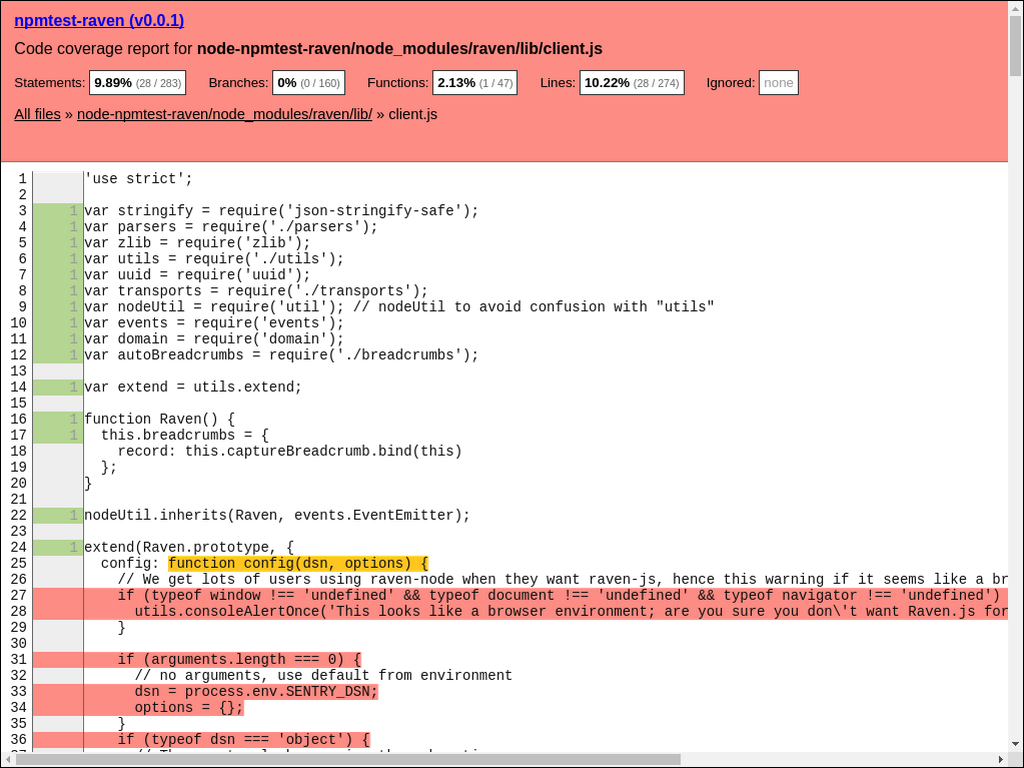 npmtest-raven (v0.0.1)
Code coverage report for node-npmtest-raven/node_modules/raven/lib/client.js
Statements: 9.89% (28 / 283) Branches: 0% (0 / 160) Functions: 2.13% (1 / 47) Lines: 10.22% (28 / 274) Ignored: none
All files » node-npmtest-raven/node_modules/raven/lib/ » client.js
1 'use strict';
2
3 1 var stringify = require('json-stringify-safe');
4 1 var parsers = require('./parsers');
5 1 var zlib = require('zlib');
6 1 var utils = require('./utils');
7 1 var uuid = require('uuid');
8 1 var transports = require('./transports');
9 1 var nodeUtil = require('util'); // nodeUtil to avoid confusion with "utils"
10 1 var events = require('events');
11 1 var domain = require('domain');
12 1 var autoBreadcrumbs = require('./breadcrumbs');
13
14 1 var extend = utils.extend;
15
16 1 function Raven() {
17 1 this.breadcrumbs = {
18 record: this.captureBreadcrumb.bind(this)
19 };
20 }
21
22 1 nodeUtil.inherits(Raven, events.EventEmitter);
23
24 1 extend(Raven.prototype, {
25 config: function config(dsn, options) {
26 // We get lots of users using raven-node when they want raven-js, hence this warning if it seems like a br
27 if (typeof window !== 'undefined' && typeof document !== 'undefined' && typeof navigator !== 'undefined')
28 utils.consoleAlertOnce('This looks like a browser environment; are you sure you don\'t want Raven.js for
29 }
30
31 if (arguments.length === 0) {
32 // no arguments, use default from environment
33 dsn = process.env.SENTRY_DSN;
34 options = {};
35 }
36 if (typeof dsn === 'object') {